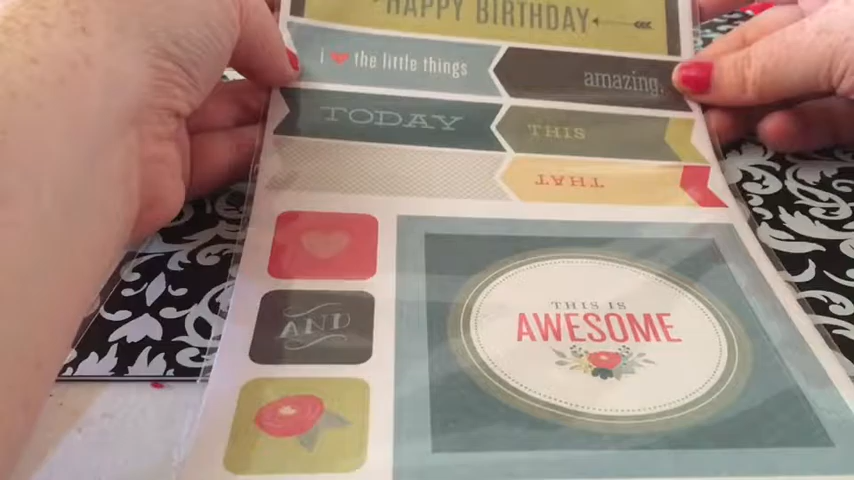 HAPPY BIRTHDAY
i ❤ the little things
amazing.
TODAY
THIS
THAT
AND
THIS IS
AWESOME